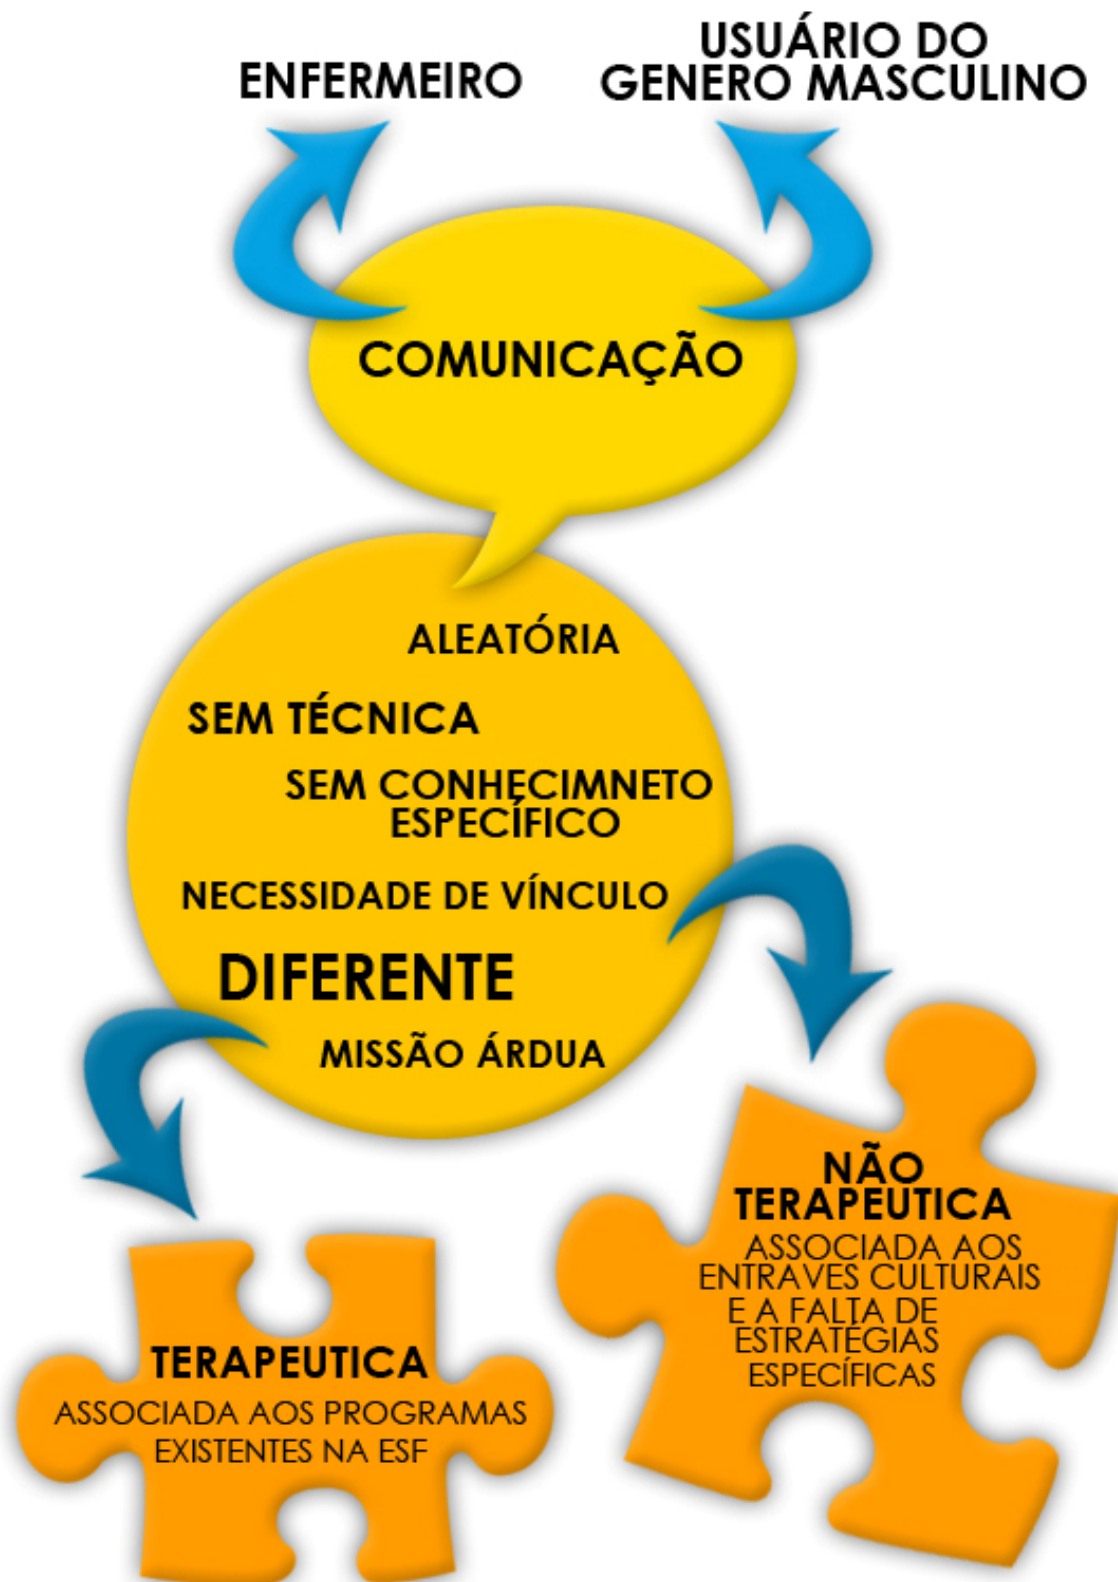 ENFERMEIRO
USUÁRIO DO
GENERO MASCULINO
COMUNICAÇÃO
ALEATÓRIA
SEM TÉCNICA
SEM CONHECIMNETO
ESPECÍFICO
NECESSIDADE DE VÍNCULO
DIFERENTE
MISSÃO ÁRDUA
NÃO
TERAPEUTICA
ASSOCIADA AOS
ENTRAVES CULTURAIS
E A FALTA DE
ESTRATÉGIAS
ESPECÍFICAS
TERAPEUTICA
ASSOCIADA AOS PROGRAMAS
EXISTENTES NA ESF